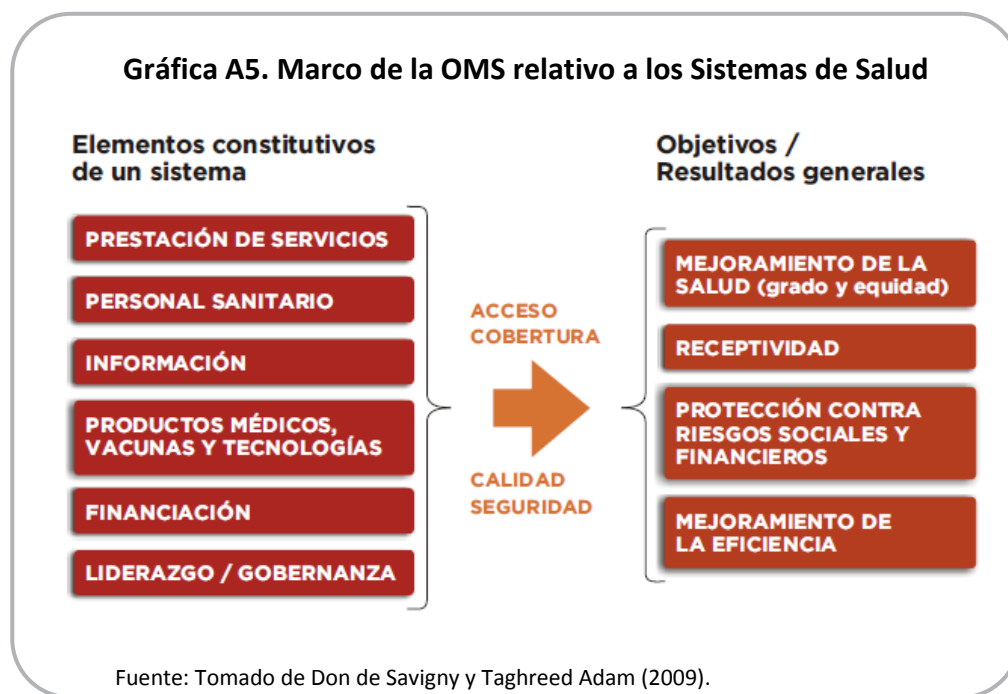 Gráfica A5. Marco de la OMS relativo a los Sistemas de Salud
Elementos constitutivos
de un sistema
PRESTACIÓN DE SERVICIOS
PERSONAL SANITARIO
INFORMACIÓN
PRODUCTOS MÉDICOS,
VACUNAS Y TECNOLOGÍAS
FINANCIACIÓN
LIDERAZGO / GOBERNANZA
ACCESO
COBERTURA
CALIDAD
SEGURIDAD
Objetivos /
Resultados generales
MEJORAMIENTO DE LA
SALUD (grado y equidad)
RECEPTIVIDAD
PROTECCIÓN CONTRA
RIESGOS SOCIALES Y
FINANCIEROS
MEJORAMIENTO DE
LA EFICIENCIA
Fuente: Tomado de Don de Savigny y Taghreed Adam (2009).